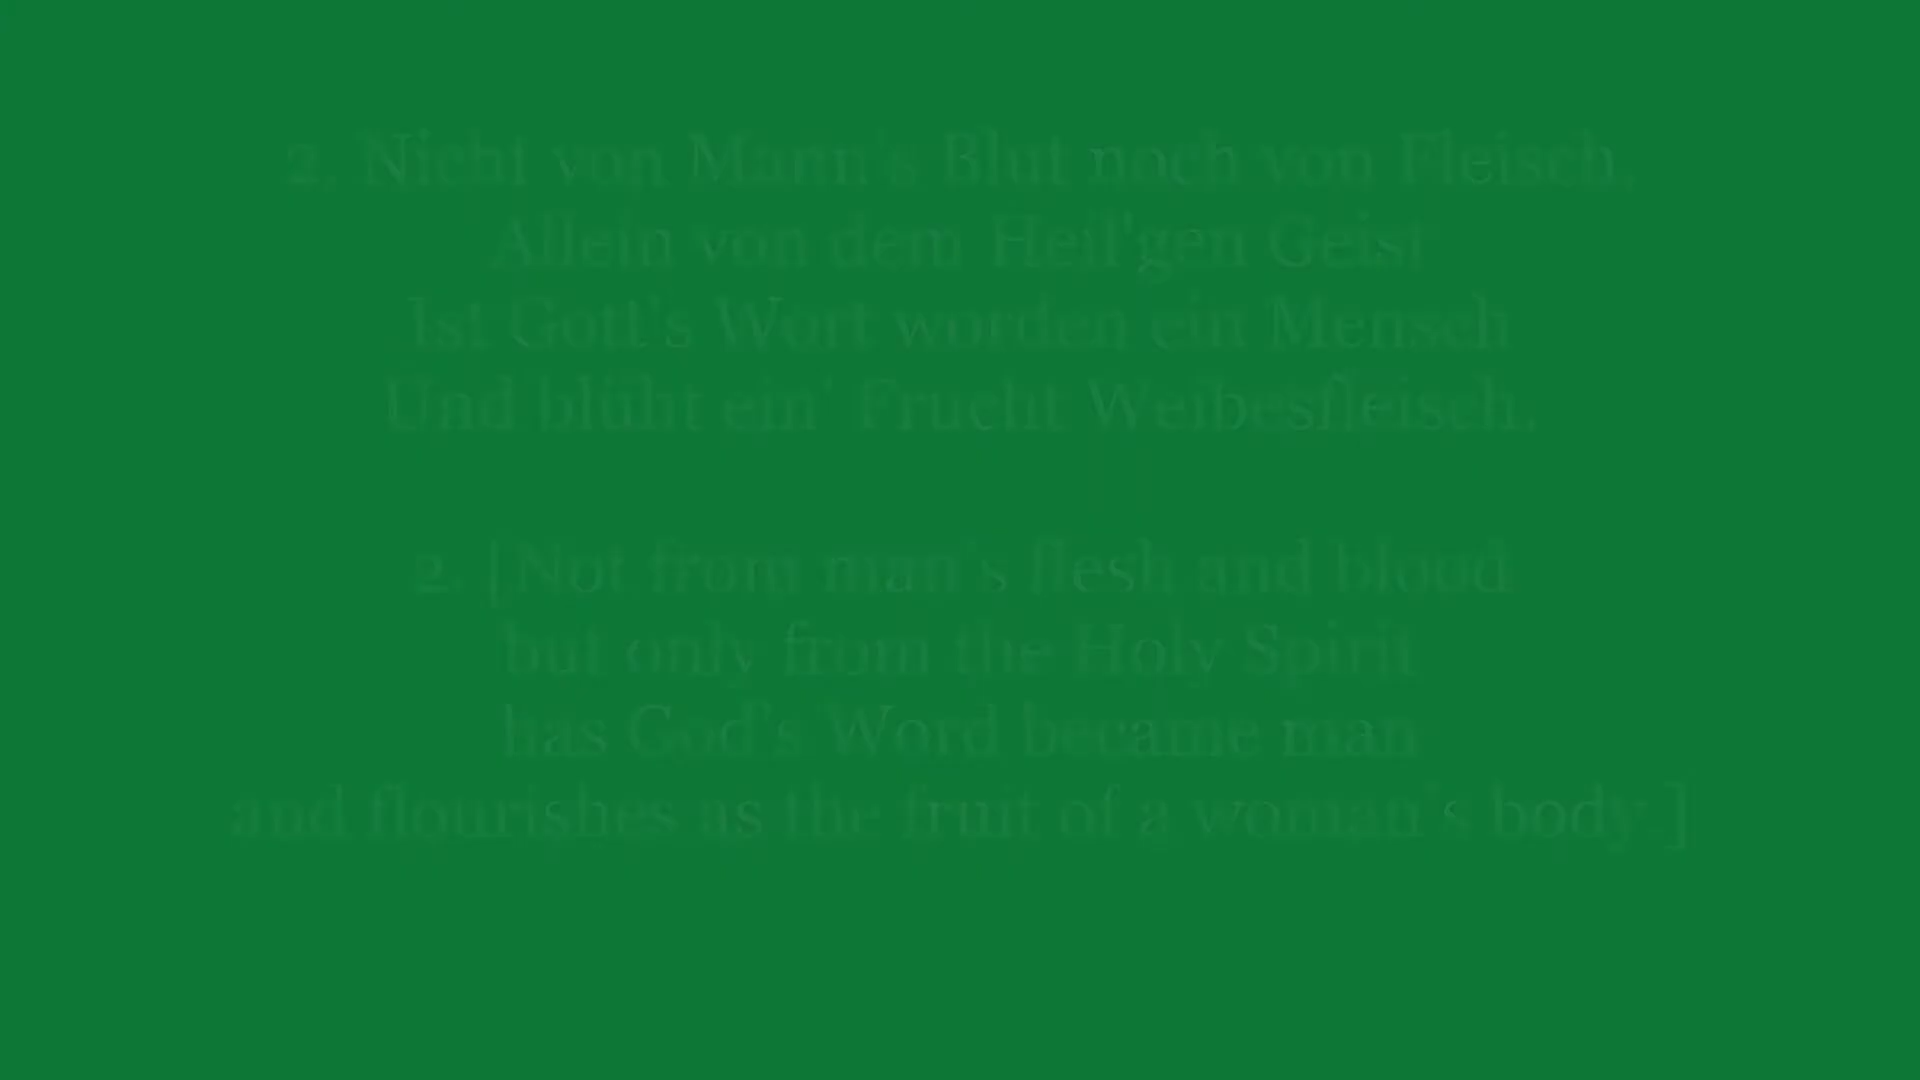 2. Nicht von Mann's Blut noch von Fleisch,
Allein von dem Heil'gen Geist
Ist Gott's Wort worden ein Mensch
Und blüht ein' Frucht Weibesfleisch.
2. [Not from man's flesh and blood
but only from the Holy Spirit
has God's Word became man
and flourishes as the fruit of a woman's body.]